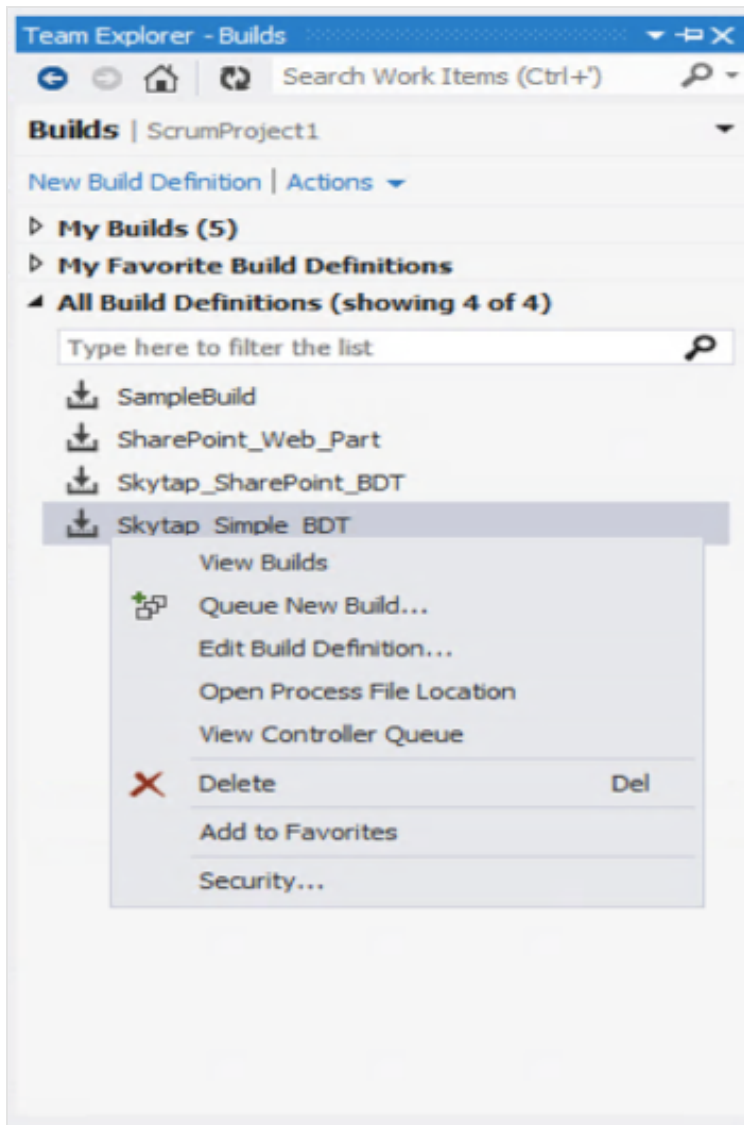 Team Explorer - Builds
Search Work Items (Ctrl+')
Builds | ScrumProject1
New Build Definition | Actions
My Builds (5)
My Favorite Build Definitions
All Build Definitions (showing 4 of 4)
Type here to filter the list
SampleBuild
SharePoint_Web_Part
Skytap_SharePoint_BDT
Skytap_Simple_BDT
View Builds
Queue New Build...
Edit Build Definition...
Open Process File Location
View Controller Queue
Delete Del
Add to Favorites
Security...